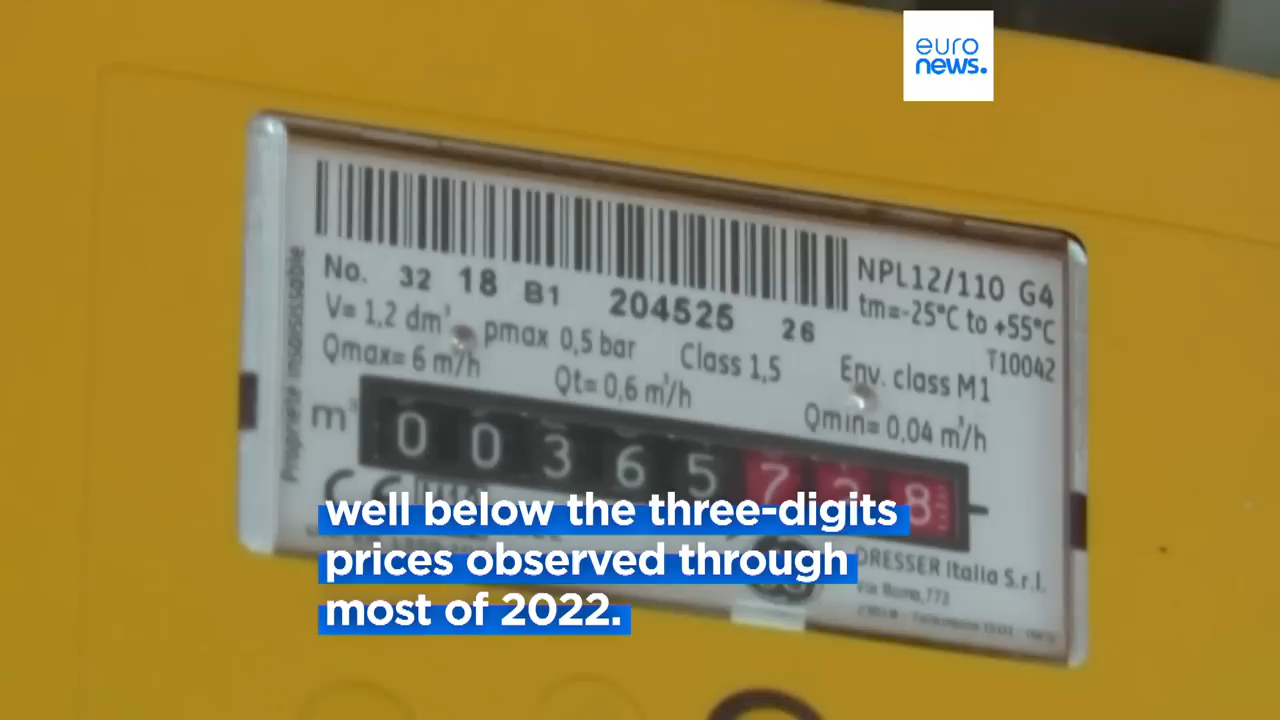 euro
news.
Propriete insaisissable
No. 32 18 B1 204525 26
NPL12/110 G4
tm=-25°C to +55°C
V= 1,2 dm³ pmax 0,5 bar Class 1,5
T10042
Qmax= 6 m³/h Qt= 0,6 m³/h Env. class M1
Qmin= 0,04 m³/h
m³ 0 0 3 6 5 7 8
well below the three-digits
prices observed through
most of 2022.
DRESSER Italia S.r.l.
Via Roma,